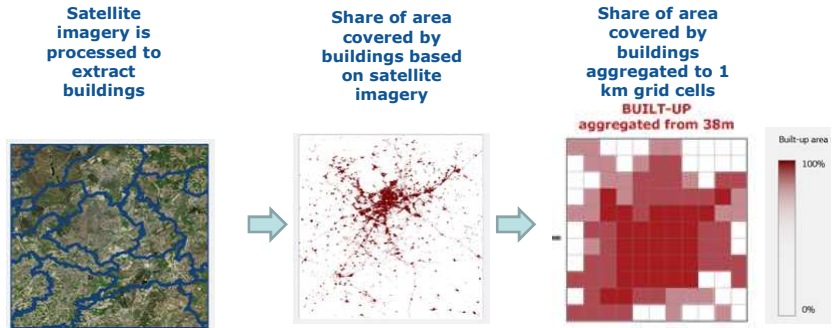 Satellite
imagery is
processed to
extract
buildings
Share of area
covered by
buildings based
on satellite
imagery
Share of area
covered by
buildings
aggregated to 1
km grid cells
BUILT-UP
aggregated from 38m
Built-up area
100%
0%